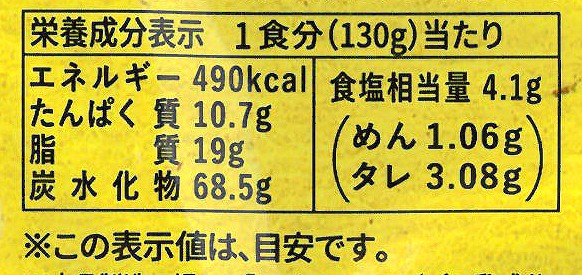 栄養成分表示 1食分(130g)当たり
エネルギー 490kcal
たんぱく質 10.7g
脂質 19g
炭水化物 68.5g
食塩相当量 4.1g
(めん 1.06g
タレ 3.08g)
※この表示値は、目安です。